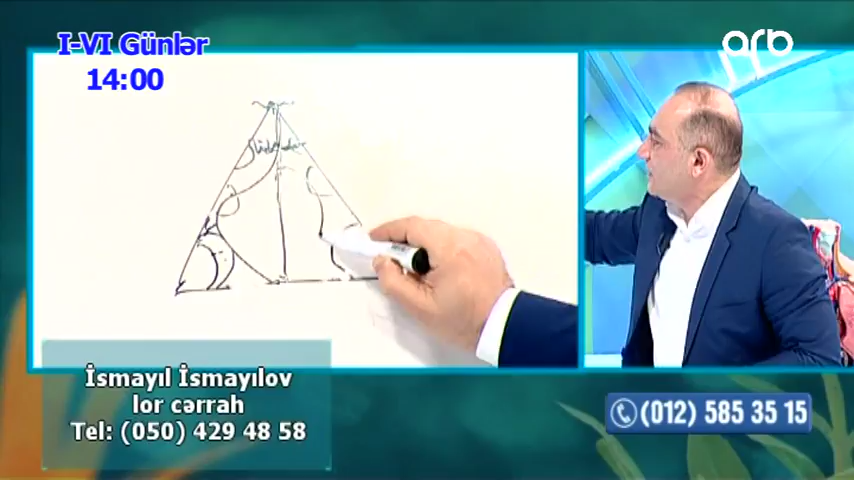 I-VI Günlər
14:00
arb
İsmayıl İsmayılov
lor cərrah
Tel: (050) 429 48 58
(012) 585 35 15